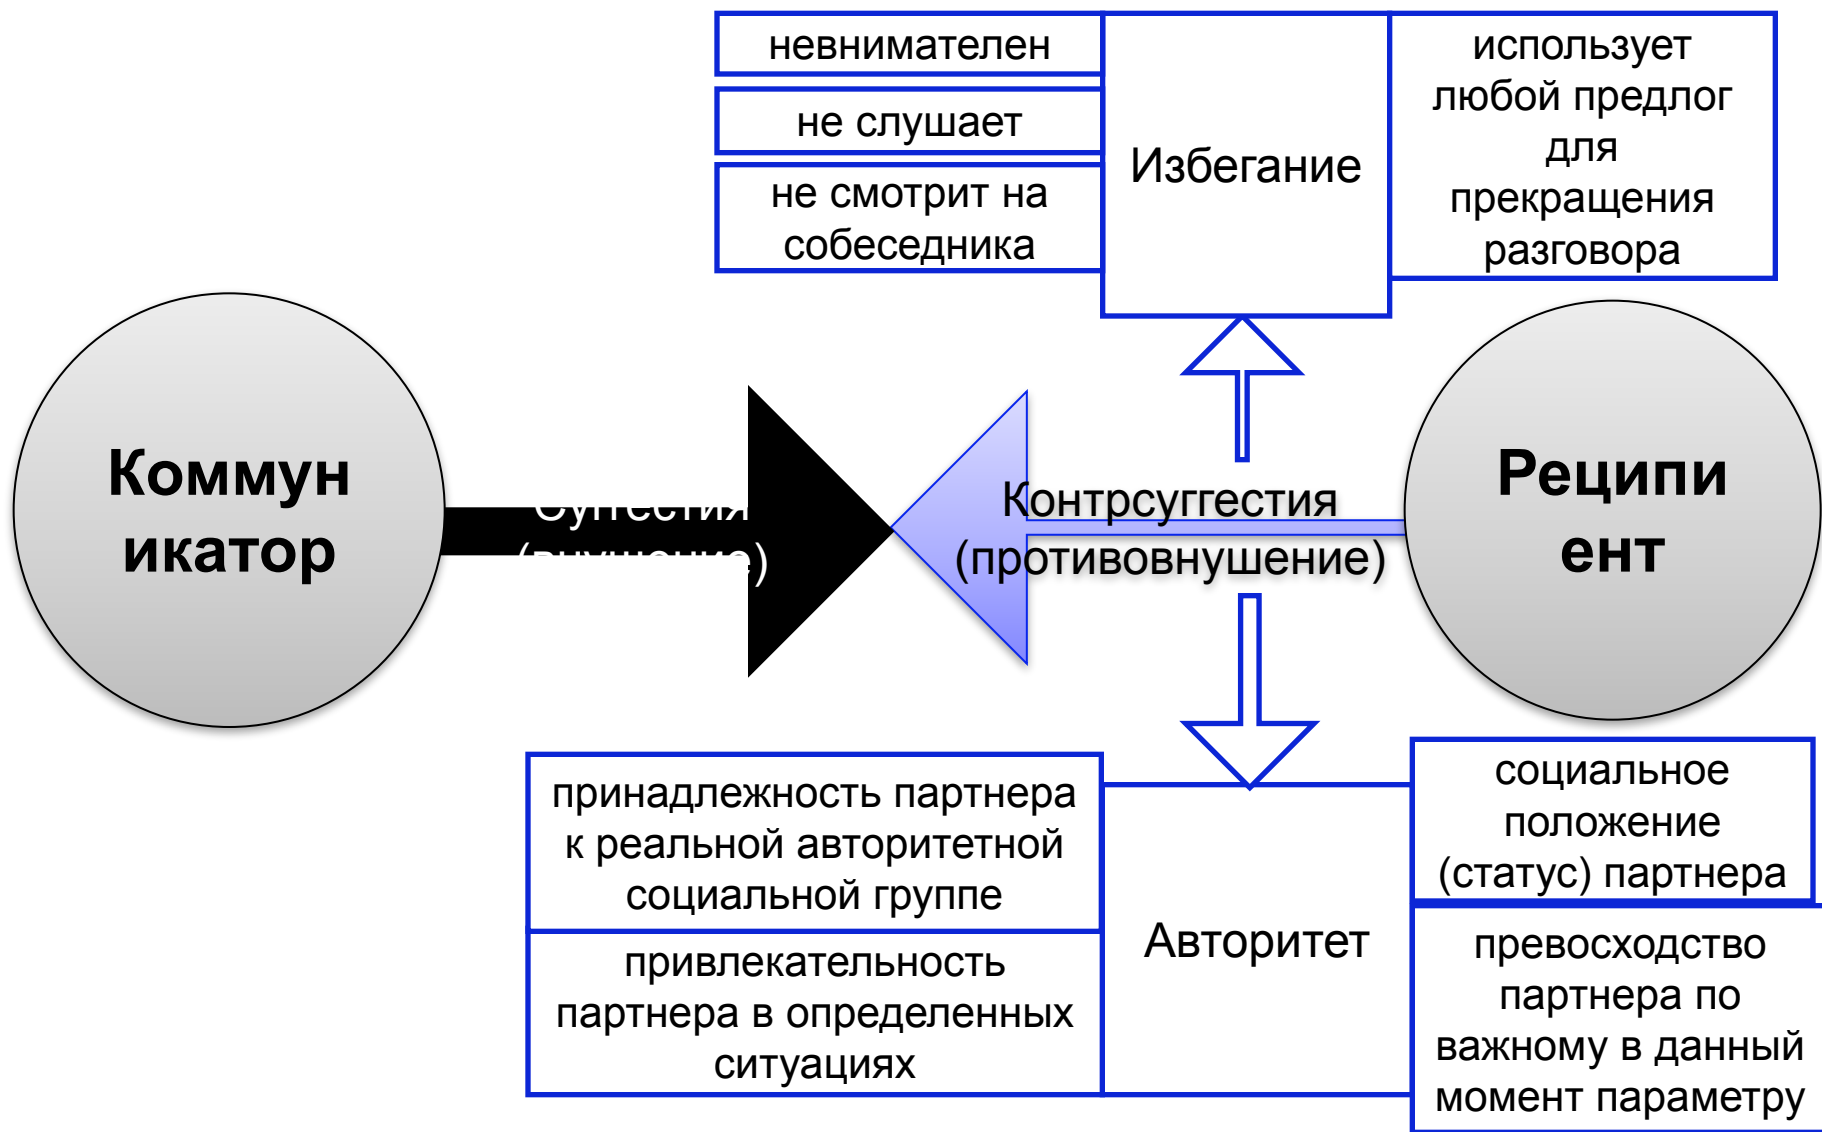 невнимателен
не слушает
не смотрит на
собеседника
Избегание
использует
любой предлог
для
прекращения
разговора
Коммун
икатор
Суггестия
(внушение)
Контрсуггестия
(противовнушение)
Реципи
ент
принадлежность партнера
к реальной авторитетной
социальной группе
привлекательность
партнера в определенных
ситуациях
Авторитет
социальное
положение
(статус) партнера
превосходство
партнера по
важному в данный
момент параметру